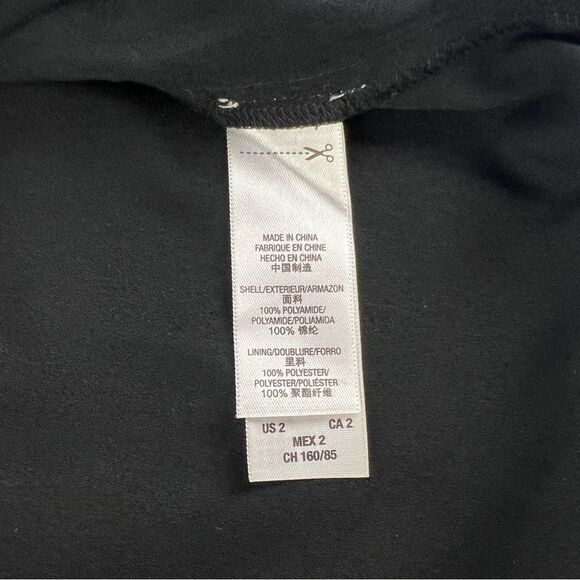 MADE IN CHINA
FABRIQUE EN CHINE
HECHO EN CHINA
中国制造
SHELL/EXTERIEUR/ARMAZON
面料
100% POLYAMIDE/
POLYAMIDE/POLIAMIDA
100% 锦纶
LINING/DOUBLURE/FORRO
里料
100% POLYESTER/
POLYESTER/POLIÉSTER
100% 聚酯纤维
US 2 CA 2
MEX 2
CH 160/85